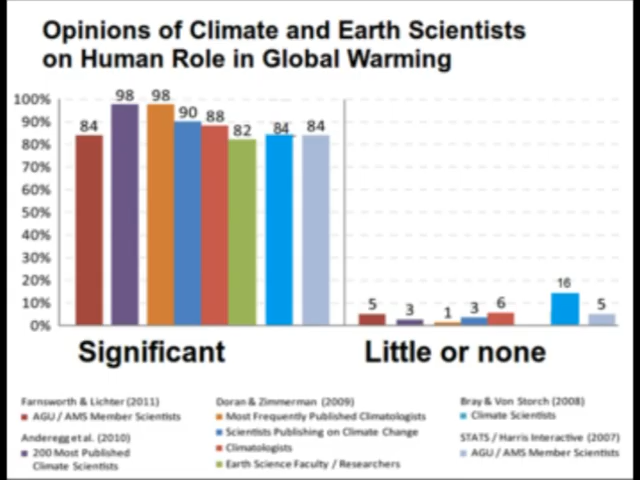 Opinions of Climate and Earth Scientists
on Human Role in Global Warming
100%
90%
80%
70%
60%
50%
40%
30%
20%
10%
0%
84
98
98
90
88
82
84
84
5
3
1
3
6
16
5
Significant
Little or none
Farnsworth & Lichter (2011)
AGU / AMS Member Scientists
Anderegg et al. (2010)
200 Most Published
Climate Scientists
Doran & Zimmerman (2009)
Most Frequently Published Climatologists
Scientists Publishing on Climate Change
Climatologists
Earth Science Faculty / Researchers
Bray & Von Storch (2008)
Climate Scientists
STATS / Harris Interactive (2007)
AGU / AMS Member Scientists